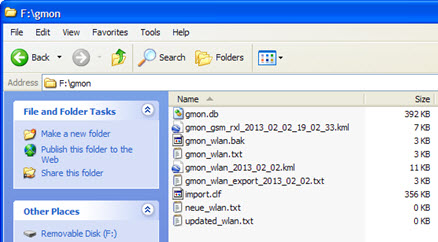 F:\gmon
File Edit View Favorites Tools Help
Back Search Folders
Address F:\gmon
File and Folder Tasks
Make a new folder
Publish this folder to the
Web
Share this folder
Other Places
Removable Disk (F:)
Name Size
gmon.db 392 KB
gmon_gsm_rxl_2013_02_02_19_02_33.kml 7 KB
gmon_wlan.bak 3 KB
gmon_wlan.txt 3 KB
gmon_wlan_2013_02_02.kml 11 KB
gmon_wlan_export_2013_02_02.txt 3 KB
import.clf 356 KB
neue_wlan.txt 0 KB
updated_wlan.txt 0 KB